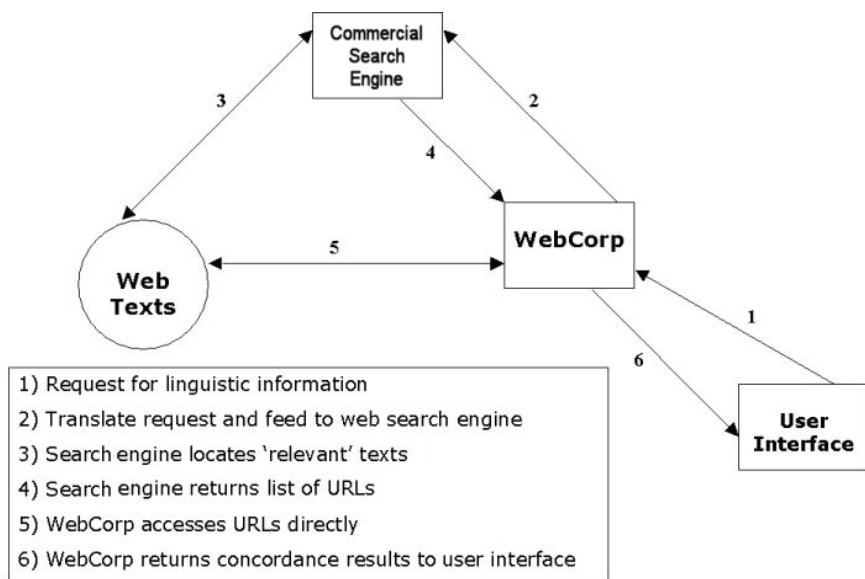 Commercial
Search
Engine
3
2
4
WebCorp
5
Web
Texts
1
6
User
Interface
1) Request for linguistic information
2) Translate request and feed to web search engine
3) Search engine locates ‘relevant’ texts
4) Search engine returns list of URLs
5) WebCorp accesses URLs directly
6) WebCorp returns concordance results to user interface